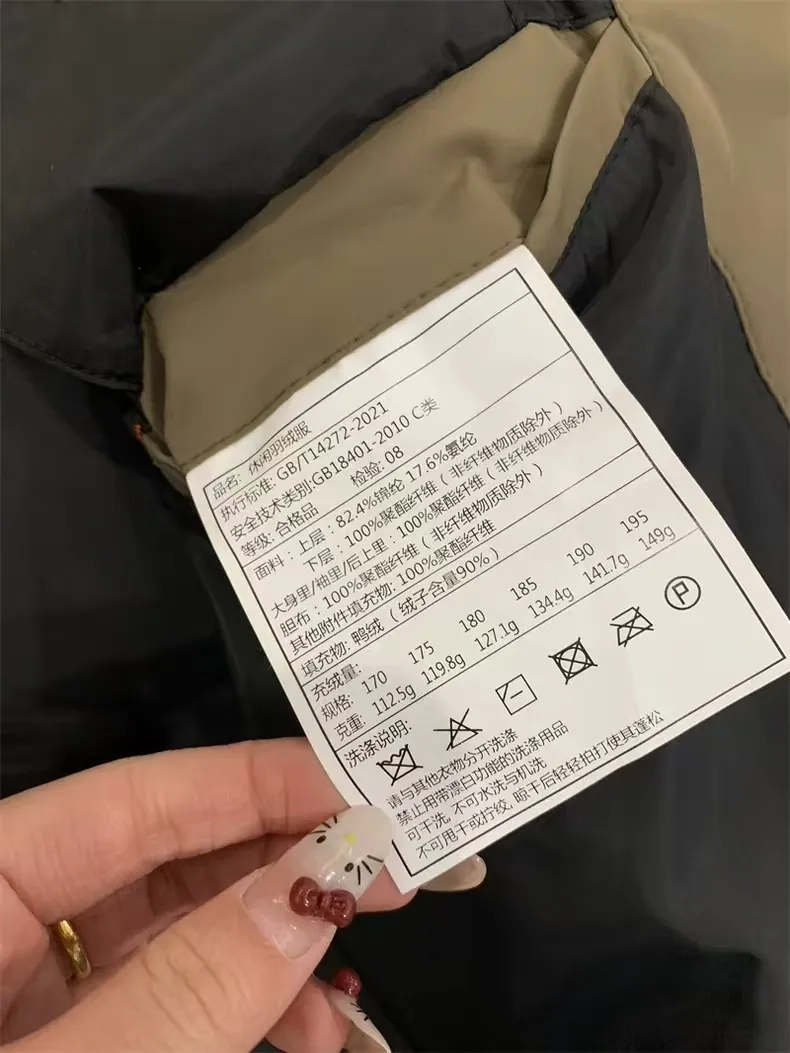 品名: 休闲羽绒服
执行标准: GB/T14272-2021
安全技术类别:GB18401-2010 C类
等级: 合格品 检验: 08
面料: 上层: 82.4%锦纶 17.6%氨纶
下层: 100%聚酯纤维（非纤维物质除外）
大身里/袖里/后上里: 100%聚酯纤维（非纤维物质除外）
胆布: 100%聚酯纤维（非纤维物质除外）
其他附件填充物: 100%聚酯纤维
填充物: 鸭绒（绒子含量90%）
充绒量:
规格: 170 175 180 185 190 195
克重: 112.5g 119.8g 127.1g 134.4g 141.7g 149g
洗涤说明:
P
请与其他衣物分开洗涤
禁止用带漂白功能的洗涤用品
可干洗, 不可水洗与机洗
不可甩干或拧绞, 晾干后轻轻拍打使其蓬松